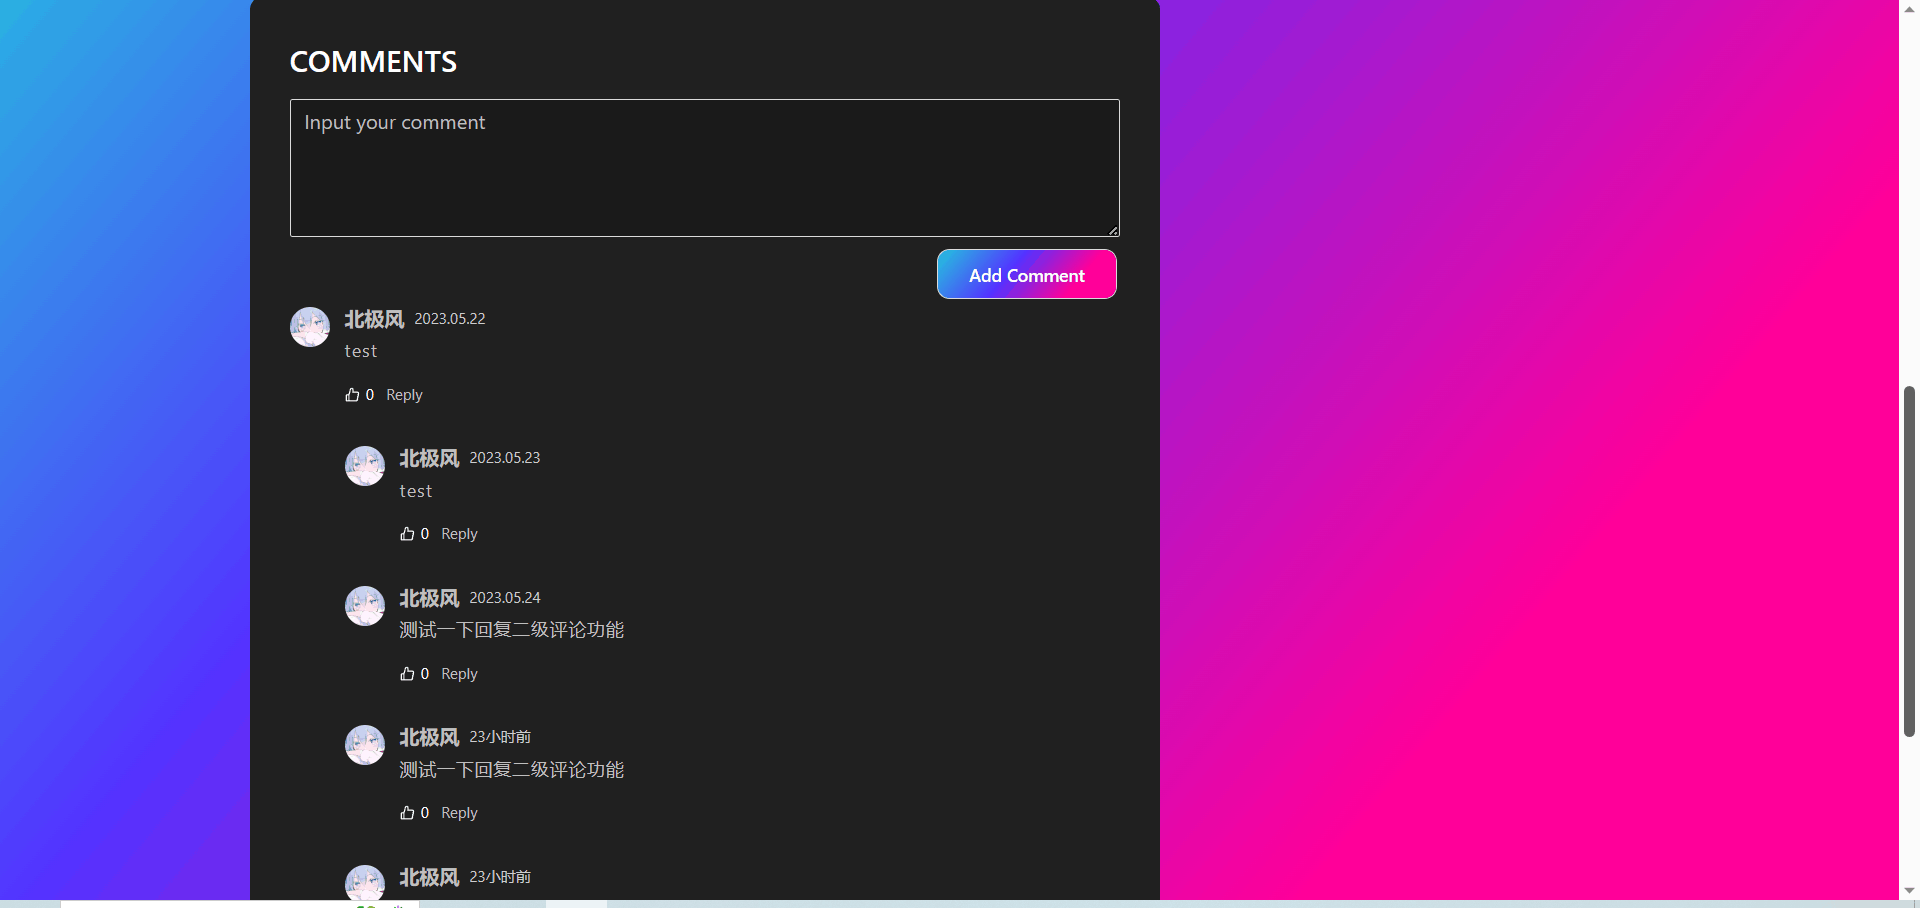 COMMENTS
Input your comment
Add Comment
北极风 2023.05.22
test
0 Reply
北极风 2023.05.23
test
0 Reply
北极风 2023.05.24
测试一下回复二级评论功能
0 Reply
北极风 23小时前
测试一下回复二级评论功能
0 Reply
北极风 23小时前